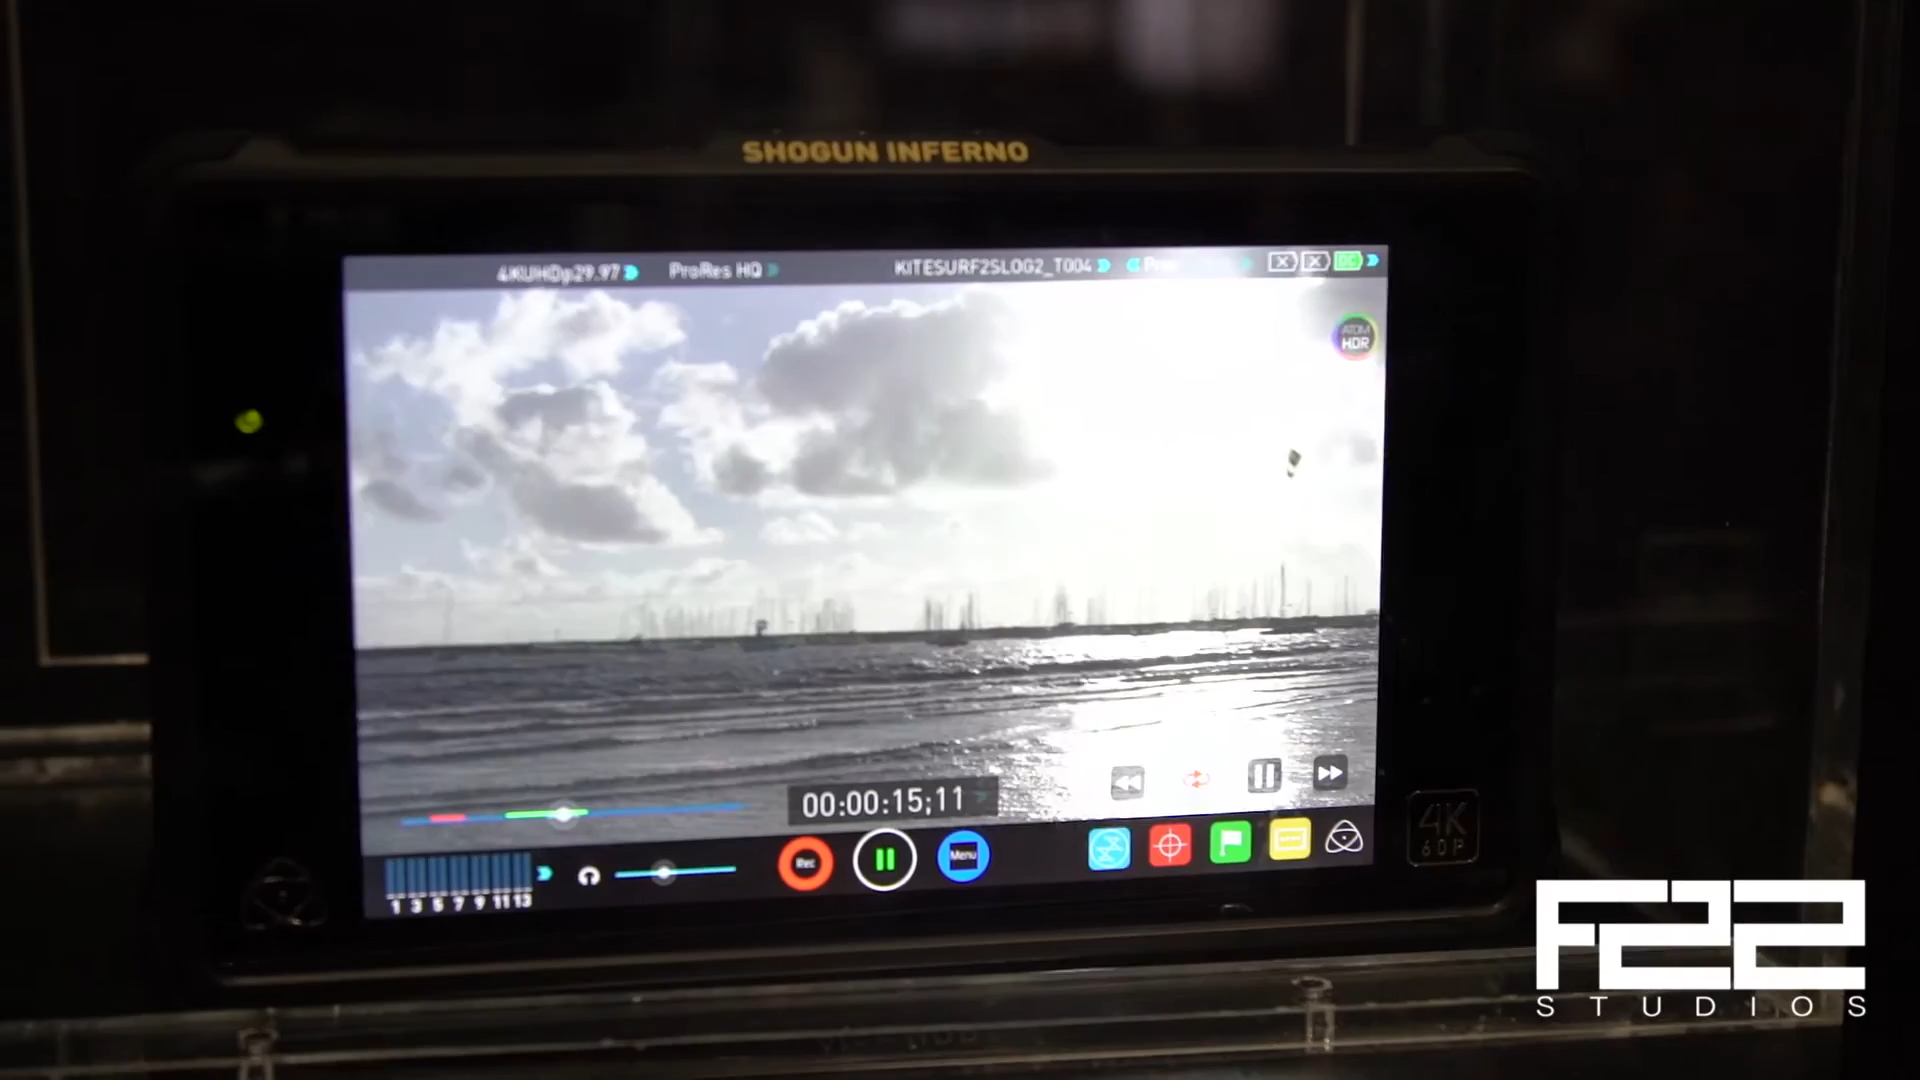 SHOGUN INFERNO
4KUHDp29.97 ProRes HQ KITESURF2SLOG2_T004 DC
ATOM
HDR
00:00:15;11
Rec Menu
1 3 5 7 9 11 13
4K
60P
F22
STUDIOS